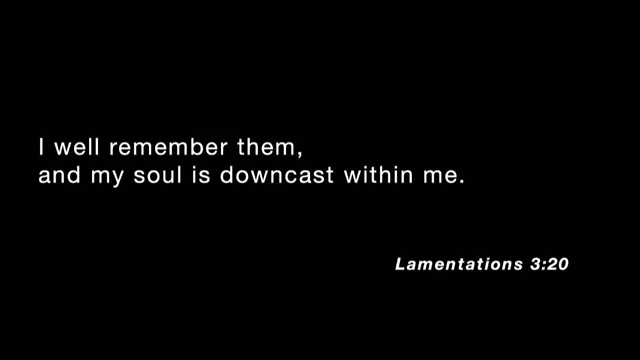 I well remember them,
and my soul is downcast within me.
Lamentations 3:20